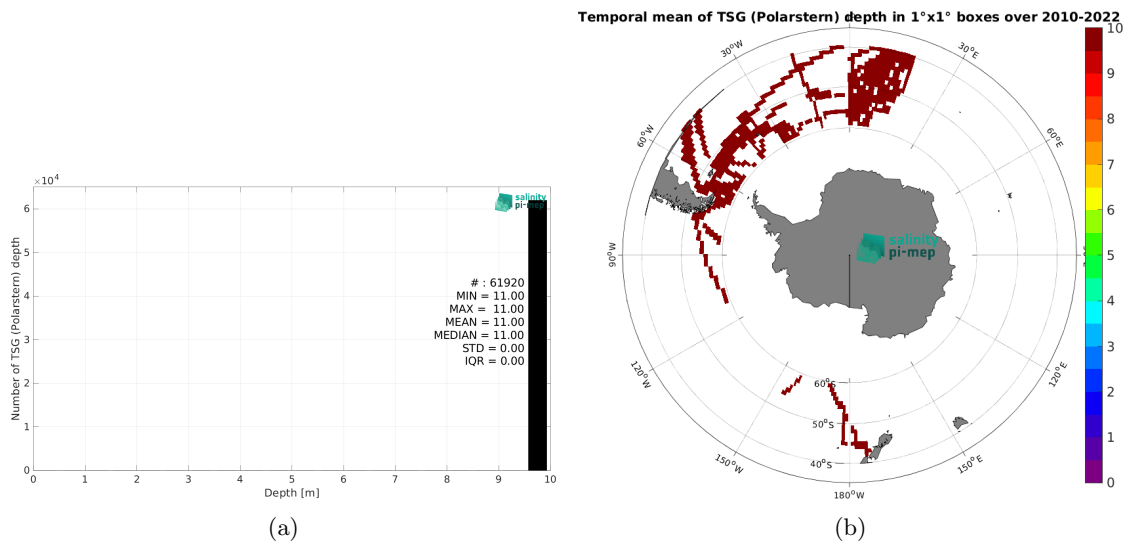 Temporal mean of TSG (Polarstern) depth in 1°x1° boxes over 2010-2022
×10⁴
6
5
4
3
2
1
0
Number of TSG (Polarstern) depth
salinity
pi-mep
# : 61920
MIN = 11.00
MAX = 11.00
MEAN = 11.00
MEDIAN = 11.00
STD = 0.00
IQR = 0.00
0 1 2 3 4 5 6 7 8 9 10
Depth [m]
(a)
30°W
30°E
60°W
60°E
90°W
120°W
120°E
150°W
150°E
180°W
60°S
50°S
40°S
salinity
pi-mep
10
9
8
7
6
5
4
3
2
1
0
(b)